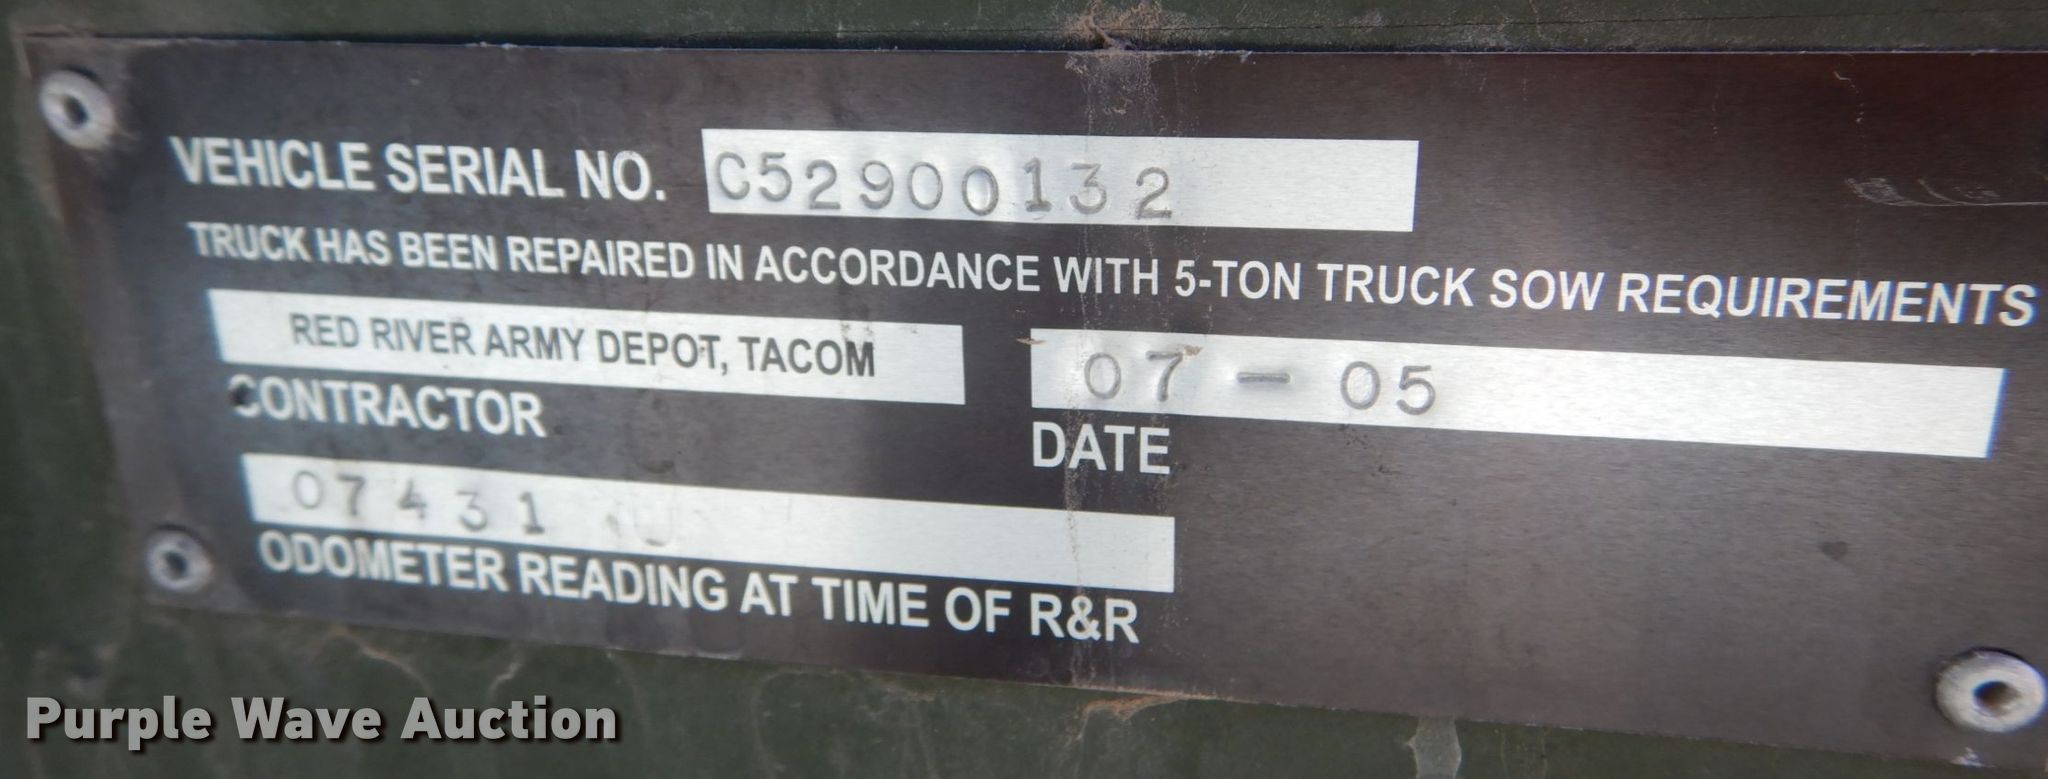 VEHICLE SERIAL NO. C52900132
TRUCK HAS BEEN REPAIRED IN ACCORDANCE WITH 5-TON TRUCK SOW REQUIREMENTS
RED RIVER ARMY DEPOT, TACOM 07-05
CONTRACTOR DATE
07431
ODOMETER READING AT TIME OF R&R
Purple Wave Auction